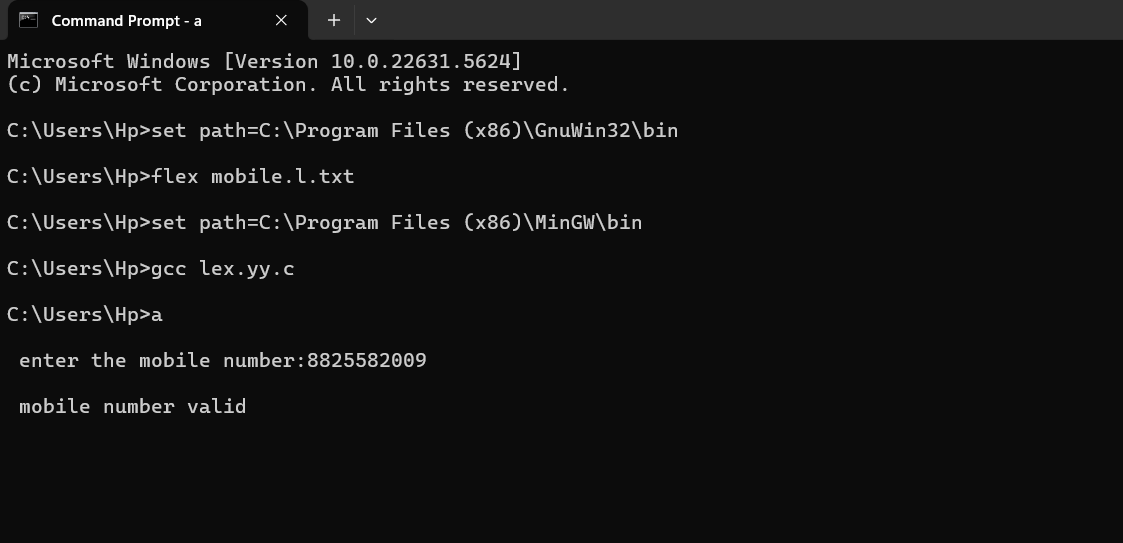 Command Prompt - a
Microsoft Windows [Version 10.0.22631.5624]
(c) Microsoft Corporation. All rights reserved.
C:\Users\Hp>set path=C:\Program Files (x86)\GnuWin32\bin
C:\Users\Hp>flex mobile.l.txt
C:\Users\Hp>set path=C:\Program Files (x86)\MinGW\bin
C:\Users\Hp>gcc lex.yy.c
C:\Users\Hp>a
enter the mobile number:8825582009
mobile number valid